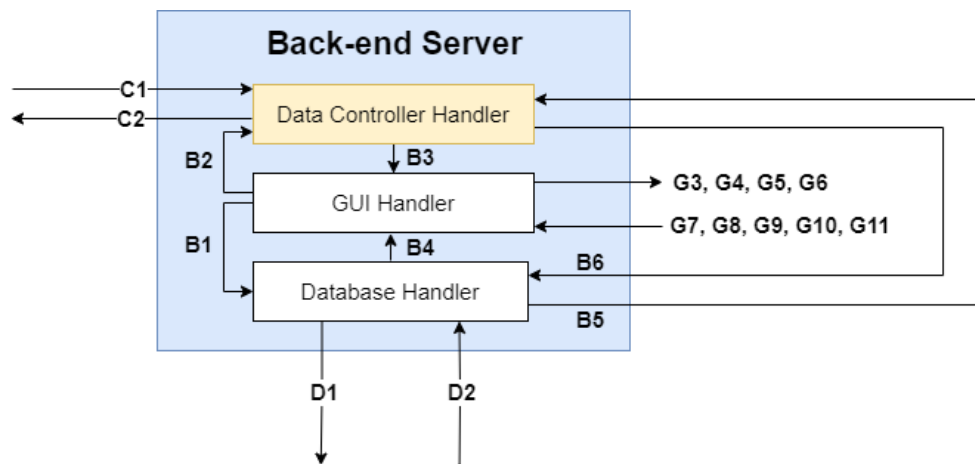 Back-end Server
C1
Data Controller Handler
C2
B2
B3
G3, G4, G5, G6
GUI Handler
G7, G8, G9, G10, G11
B1
B4
B6
Database Handler
B5
D1
D2